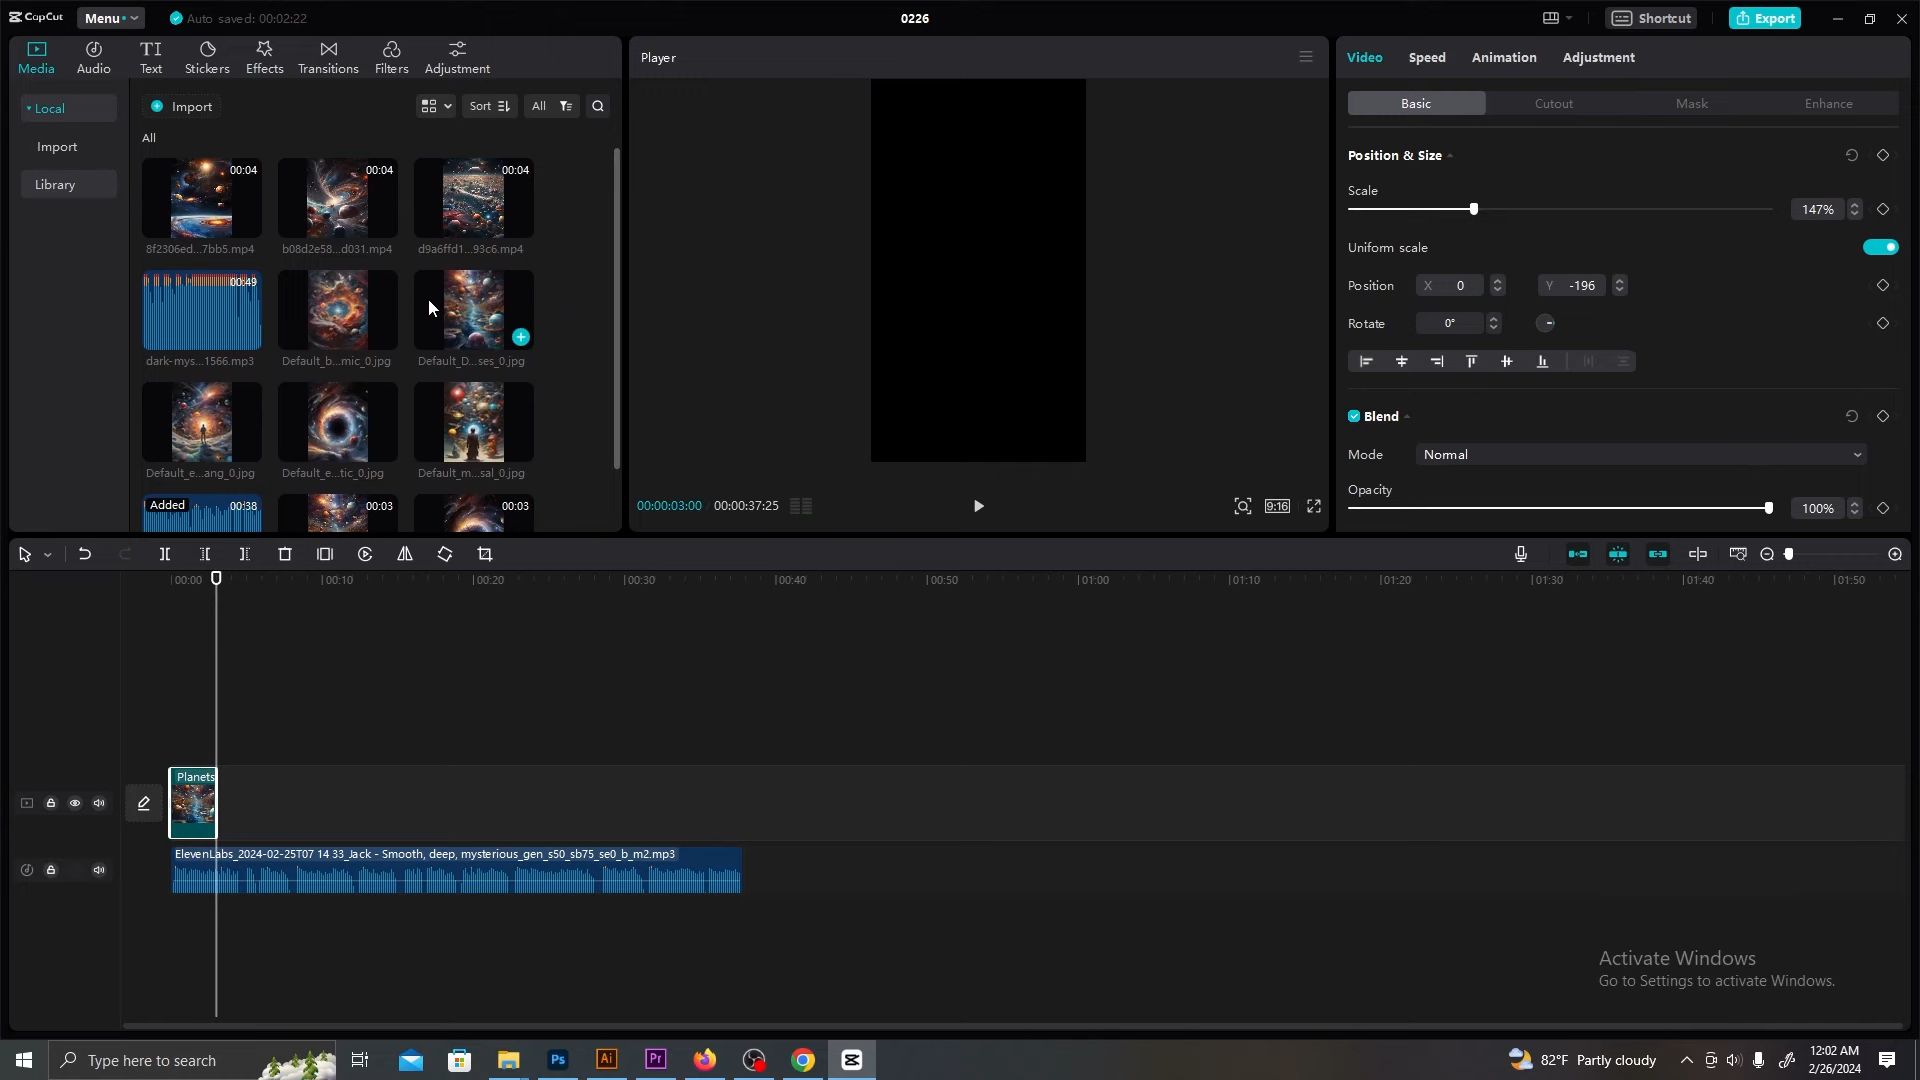 CapCut
Menu
Auto saved: 00:02:22
0226
Shortcut
Export
Media
Audio
TI
Text
Stickers
Effects
Transitions
Filters
Adjustment
Local
Import
Library
Import
Sort
All
All
00:04
8f2306ed...7bb5.mp4
00:04
b08d2e58...d031.mp4
00:04
d9a6ffd1...93c6.mp4
00:49
dark-mys...1566.mp3
Default_b...mic_0.jpg
Default_D...ses_0.jpg
Default_e...ang_0.jpg
Default_e...tic_0.jpg
Default_m...sal_0.jpg
Added
00:38
00:03
00:03
Player
00:00:03:00
00:00:37:25
9:16
Video
Speed
Animation
Adjustment
Basic
Cutout
Mask
Enhance
Position & Size
Scale
147%
Uniform scale
Position
X 0
Y -196
Rotate
0°
Blend
Mode
Normal
Opacity
100%
00:00
00:10
00:20
00:30
00:40
00:50
01:00
01:10
01:20
01:30
01:40
01:50
Planets
ElevenLabs_2024-02-25T07 14 33_Jack - Smooth, deep, mysterious_gen_s50_sb75_se0_b_m2.mp3
Activate Windows
Go to Settings to activate Windows.
Type here to search
Ps
Ai
Pr
82°F Partly cloudy
12:02 AM
2/26/2024